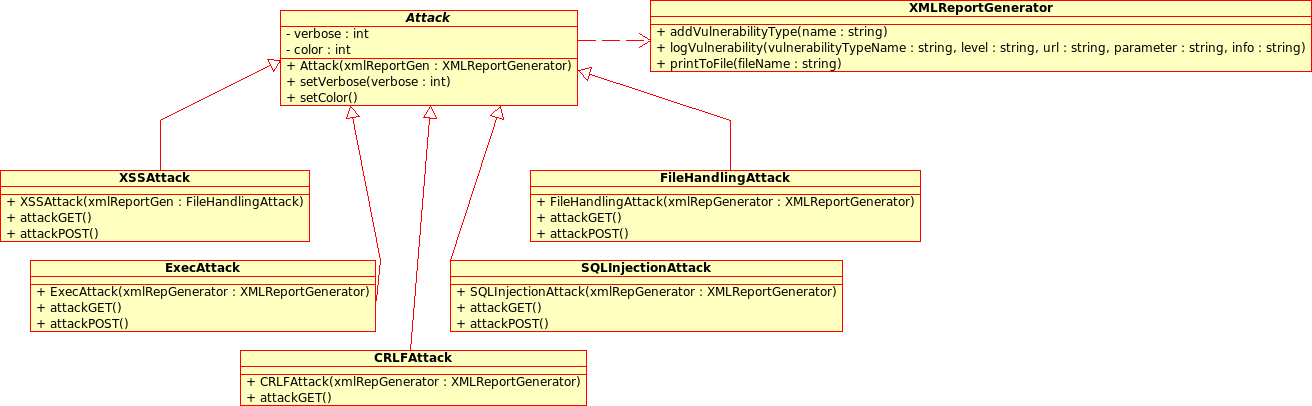 Attack
- verbose : int
- color : int
+ Attack(xmlReportGen : XMLReportGenerator)
+ setVerbose(verbose : int)
+ setColor()
XMLReportGenerator
+ addVulnerabilityType(name : string)
+ logVulnerability(vulnerabilityTypeName : string, level : string, url : string, parameter : string, info : string)
+ printToFile(fileName : string)
XSSAttack
+ XSSAttack(xmlReportGen : FileHandlingAttack)
+ attackGET()
+ attackPOST()
FileHandlingAttack
+ FileHandlingAttack(xmlRepGenerator : XMLReportGenerator)
+ attackGET()
+ attackPOST()
ExecAttack
+ ExecAttack(xmlRepGenerator : XMLReportGenerator)
+ attackGET()
+ attackPOST()
SQLInjectionAttack
+ SQLInjectionAttack(xmlRepGenerator : XMLReportGenerator)
+ attackGET()
+ attackPOST()
CRLFAttack
+ CRLFAttack(xmlRepGenerator : XMLReportGenerator)
+ attackGET()